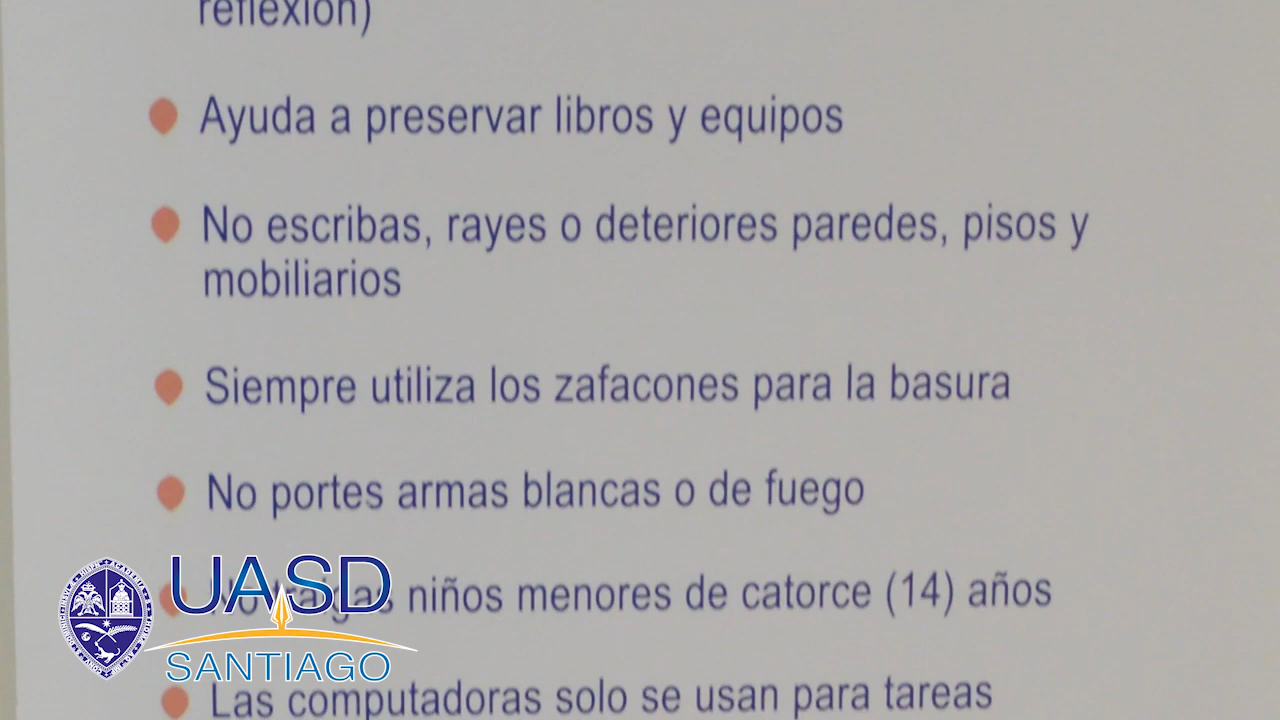 reflexión)
Ayuda a preservar libros y equipos
No escribas, rayes o deteriores paredes, pisos y
mobiliarios
Siempre utiliza los zafacones para la basura
No portes armas blancas o de fuego
No traigas niños menores de catorce (14) años
Las computadoras solo se usan para tareas
UASD
SANTIAGO